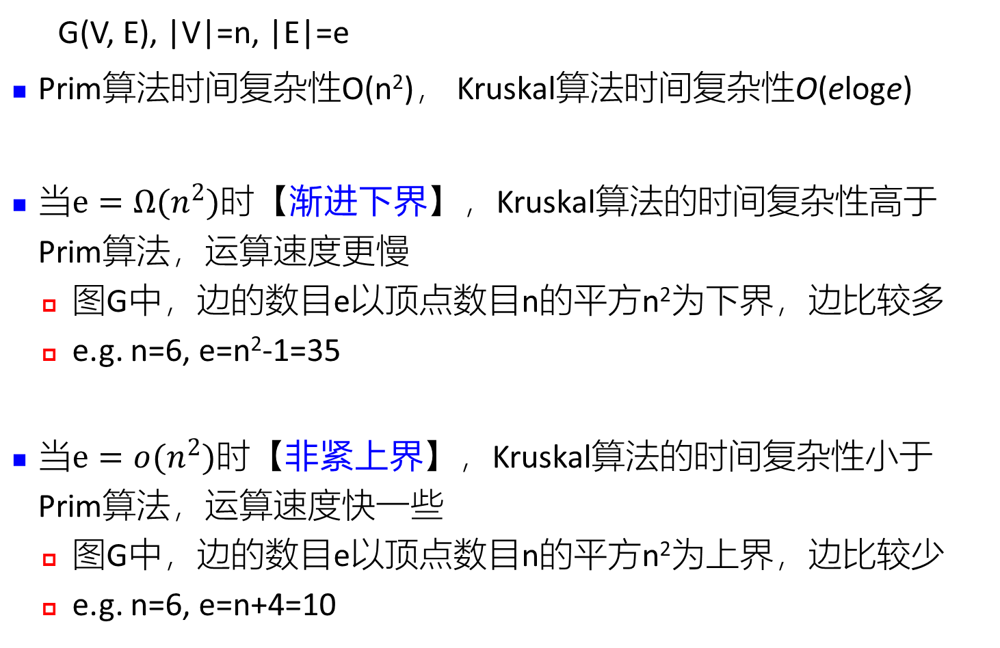 G(V, E), |V|=n, |E|=e
Prim算法时间复杂性O(n²), Kruskal算法时间复杂性O(eloge)
当e = Ω(n²)时【渐进下界】, Kruskal算法的时间复杂性高于
Prim算法, 运算速度更慢
图G中, 边的数目e以顶点数目n的平方n²为下界, 边比较多
e.g. n=6, e=n²-1=35
当e = o(n²)时【非紧上界】, Kruskal算法的时间复杂性小于
Prim算法, 运算速度快一些
图G中, 边的数目e以顶点数目n的平方n²为上界, 边比较少
e.g. n=6, e=n+4=10